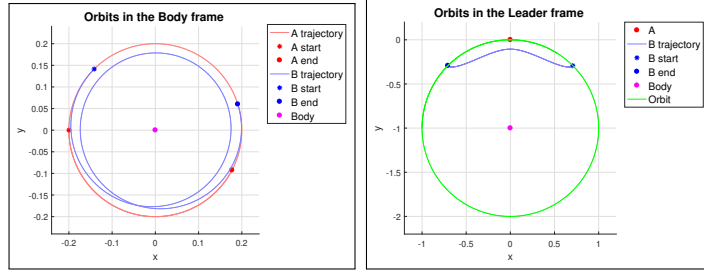 Orbits in the Body frame
0.2
0.15
0.1
0.05
0
-0.05
-0.1
-0.15
-0.2
y
-0.2
-0.1
0
0.1
0.2
x
A trajectory
A start
A end
B trajectory
B start
B end
Body
Orbits in the Leader frame
0
-0.5
-1
-1.5
-2
y
-1
-0.5
0
0.5
1
x
A
B trajectory
B start
B end
Body
Orbit